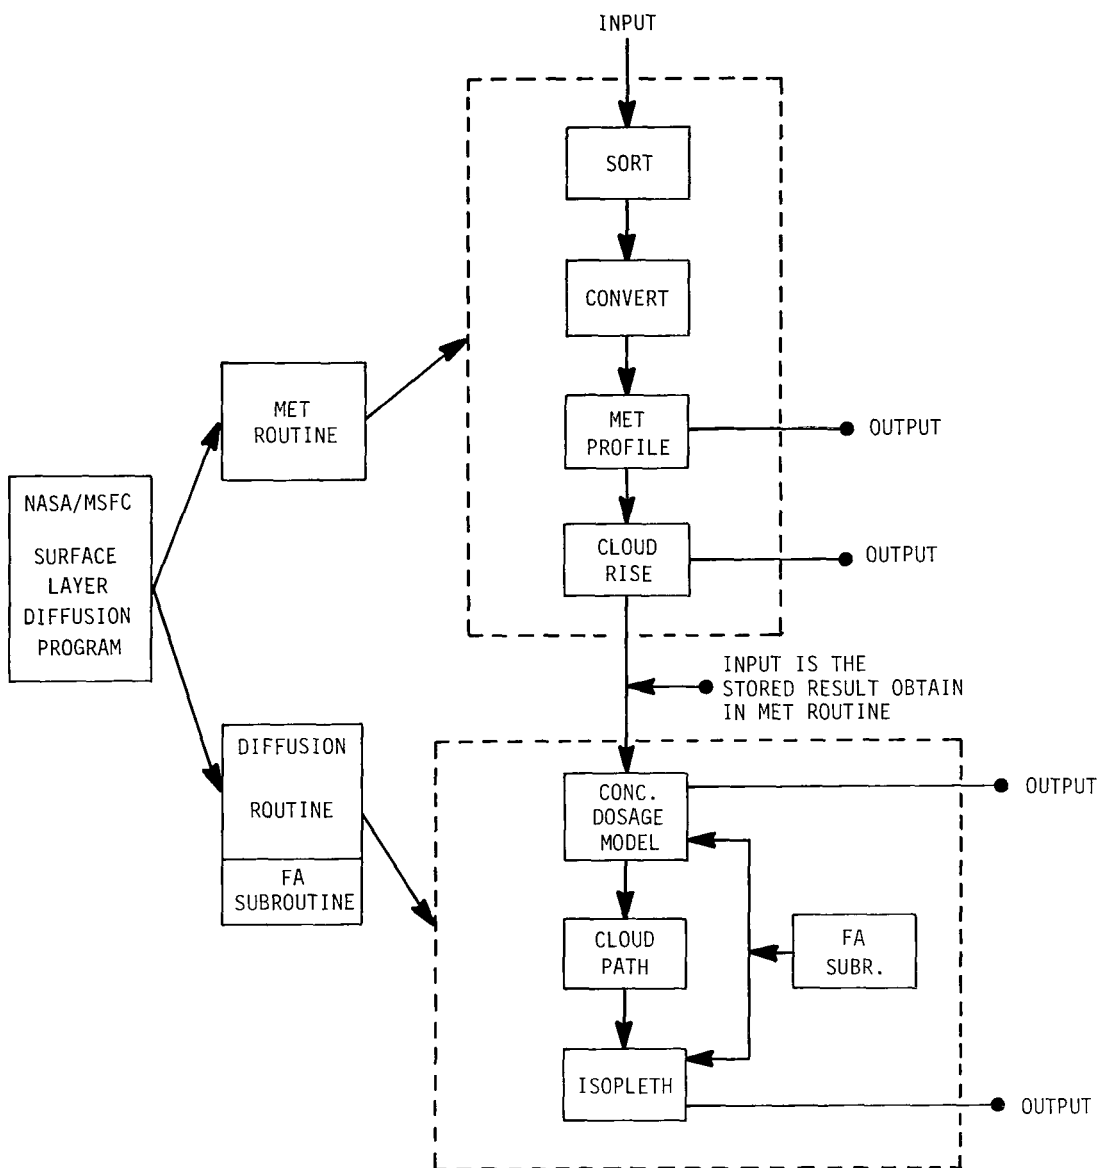 INPUT
SORT
CONVERT
MET
PROFILE
OUTPUT
CLOUD
RISE
OUTPUT
MET
ROUTINE
NASA/MSFC
SURFACE
LAYER
DIFFUSION
PROGRAM
INPUT IS THE
STORED RESULT OBTAIN
IN MET ROUTINE
DIFFUSION
ROUTINE
FA
SUBROUTINE
CONC.
DOSAGE
MODEL
OUTPUT
CLOUD
PATH
FA
SUBR.
ISOPLETH
OUTPUT